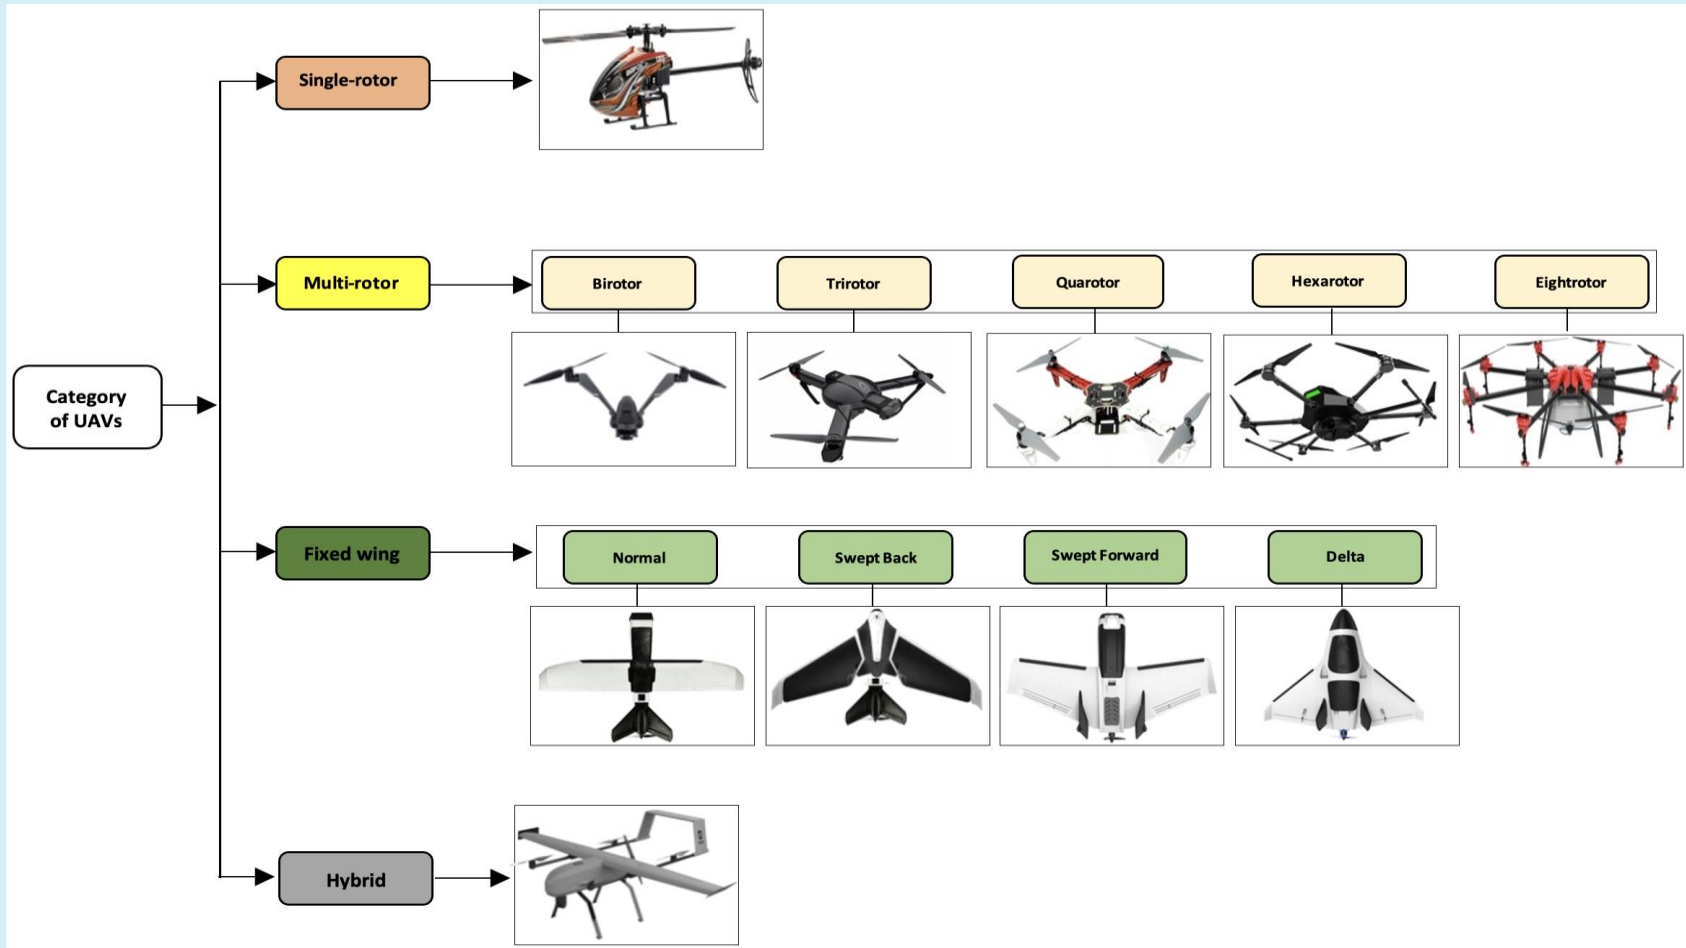 Single-rotor
Multi-rotor
Birotor
Trirotor
Quarotor
Hexarotor
Eightrotor
Category
of UAVs
Fixed wing
Normal
Swept Back
Swept Forward
Delta
Hybrid